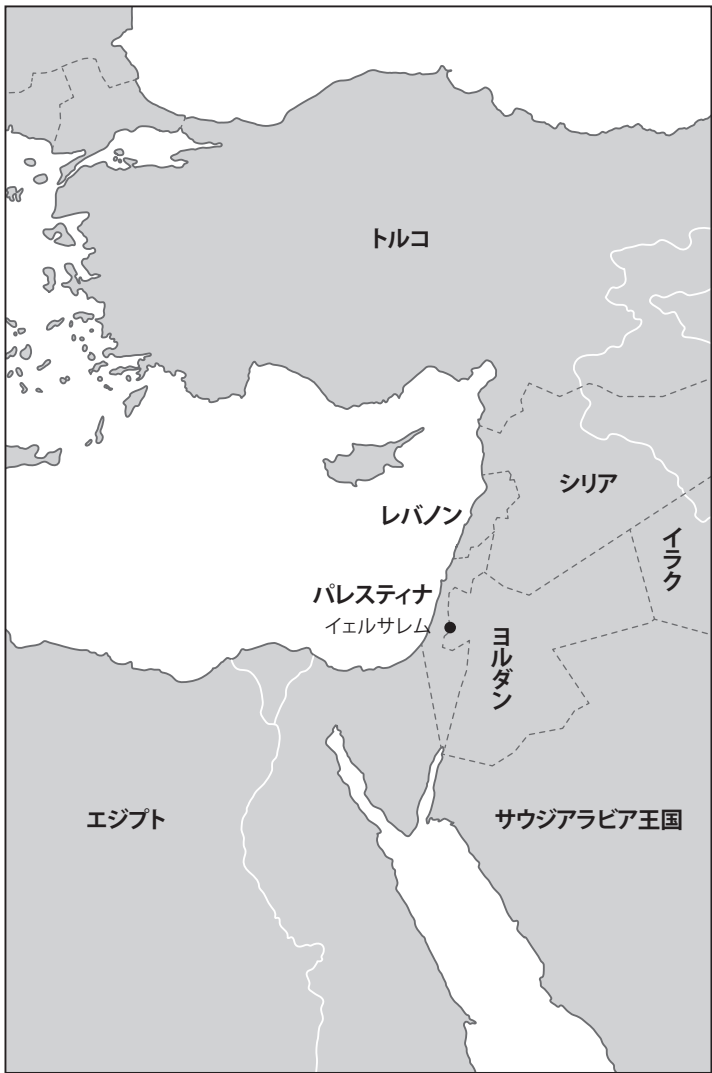 トルコ
シリア
レバノン
イラク
パレスティナ
イェルサレム
ヨルダン
エジプト
サウジアラビア王国